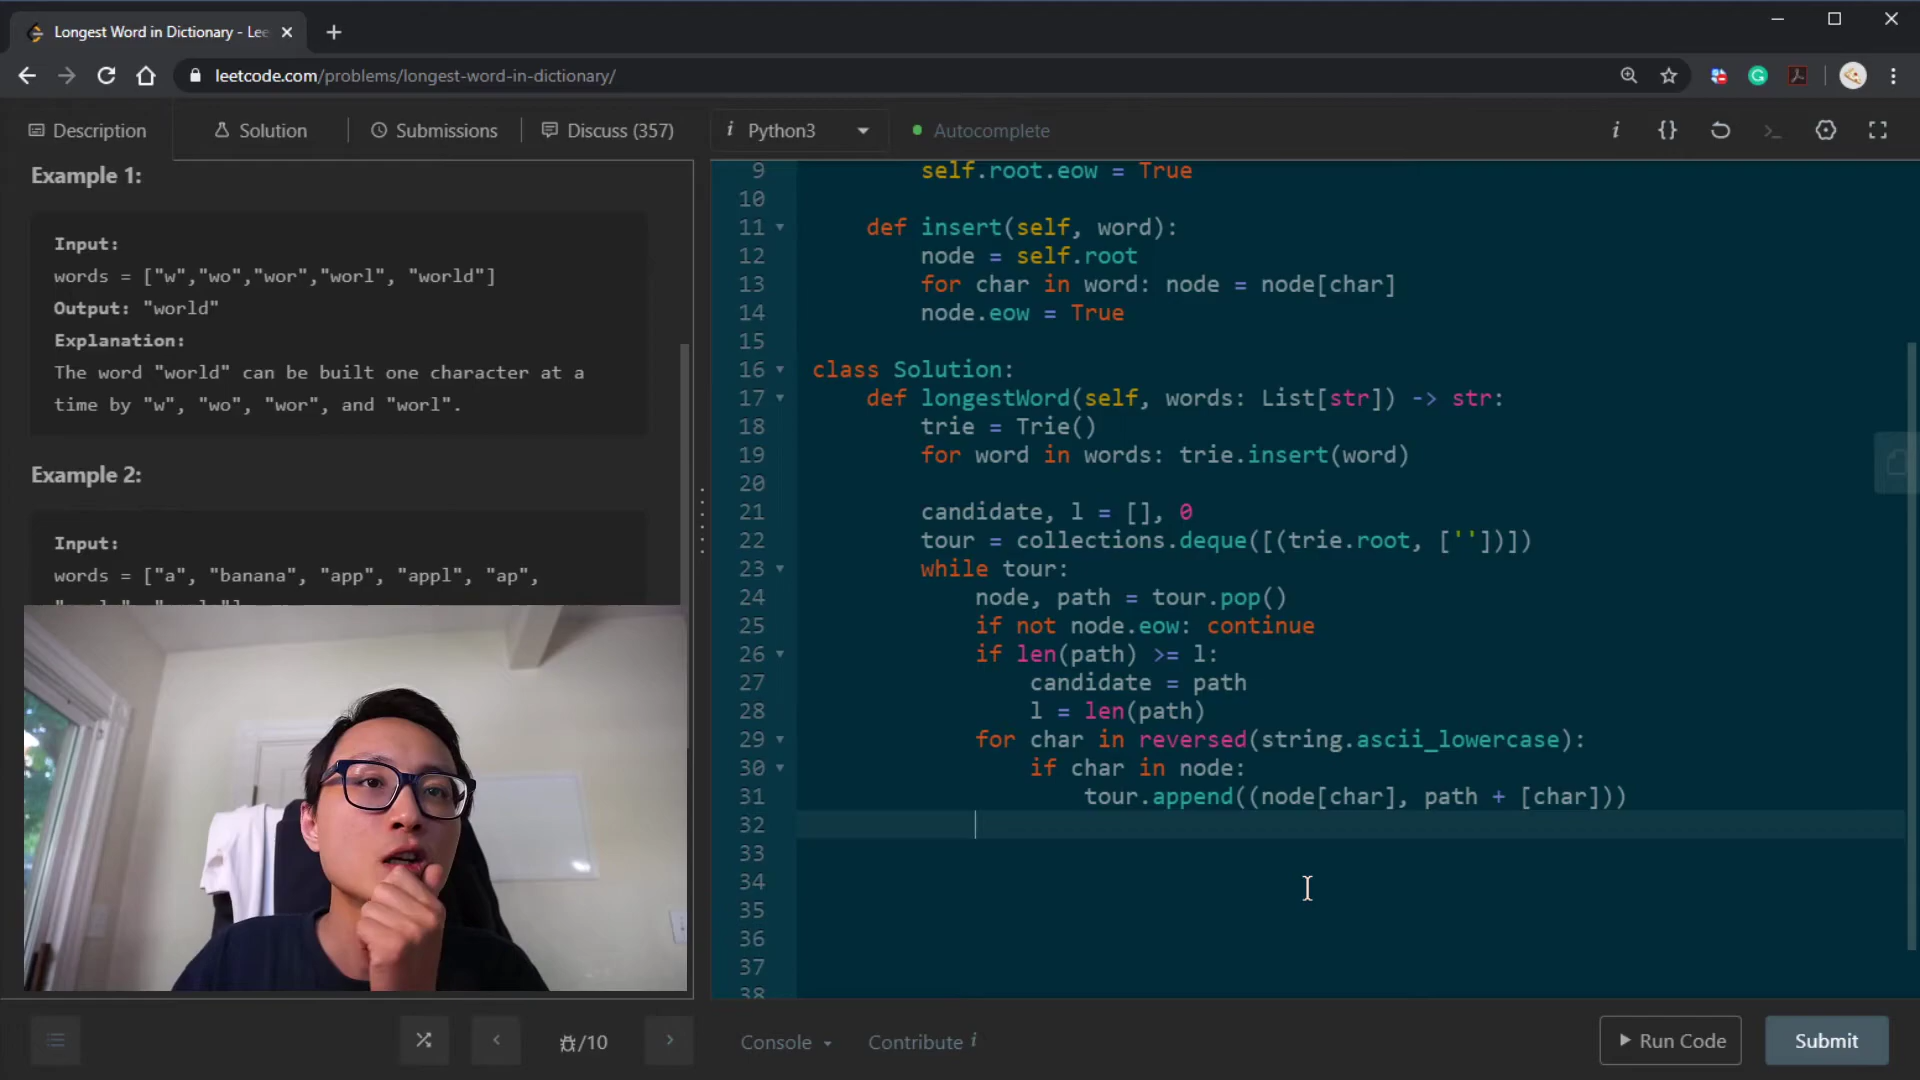 Longest Word in Dictionary - Lee
leetcode.com/problems/longest-word-in-dictionary/
Description
Solution
Submissions
Discuss (357)
i Python3
Autocomplete
Example 1:
Input:
words = ["w","wo","wor","worl", "world"]
Output: "world"
Explanation:
The word "world" can be built one character at a
time by "w", "wo", "wor", and "worl".
Example 2:
Input:
words = ["a", "banana", "app", "appl", "ap",
9 self.root.eow = True
10
11 def insert(self, word):
12 node = self.root
13 for char in word: node = node[char]
14 node.eow = True
15
16 class Solution:
17 def longestWord(self, words: List[str]) -> str:
18 trie = Trie()
19 for word in words: trie.insert(word)
20
21 candidate, l = [], 0
22 tour = collections.deque([(trie.root, [''])])
23 while tour:
24 node, path = tour.pop()
25 if not node.eow: continue
26 if len(path) >= l:
27 candidate = path
28 l = len(path)
29 for char in reversed(string.ascii_lowercase):
30 if char in node:
31 tour.append((node[char], path + [char]))
32
33
34
35
36
37
38
/10
Console
Contribute i
Run Code
Submit